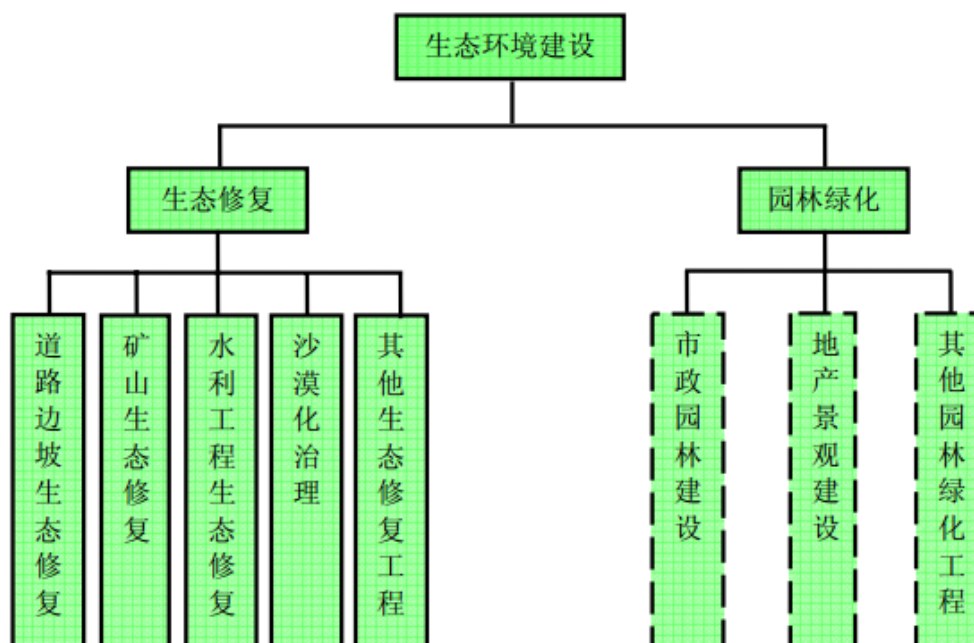 生态环境建设
生态修复
园林绿化
道路边坡生态修复
矿山生态修复
水利工程生态修复
沙漠化治理
其他生态修复工程
市政园林建设
地产景观建设
其他园林绿化工程